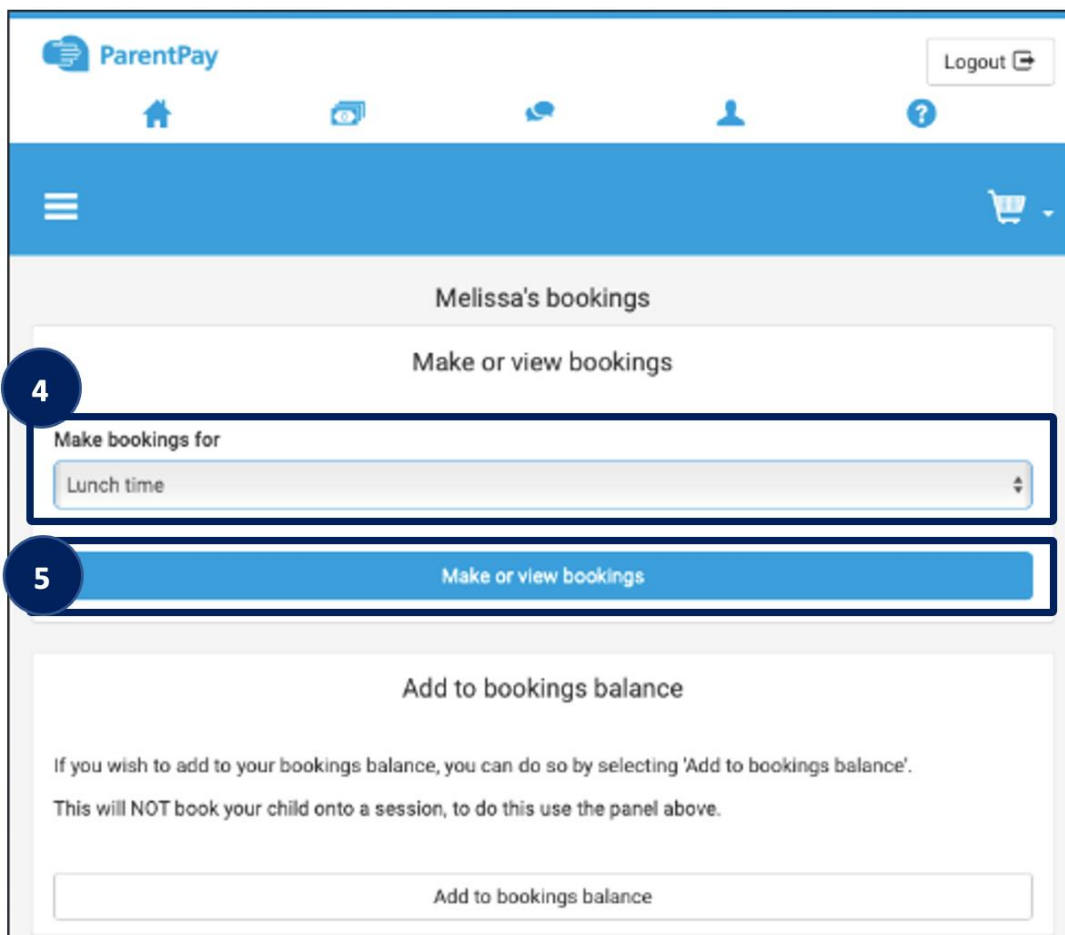 ParentPay
Logout
Melissa's bookings
Make or view bookings
4
Make bookings for
Lunch time
5
Make or view bookings
Add to bookings balance
If you wish to add to your bookings balance, you can do so by selecting 'Add to bookings balance'.
This will NOT book your child onto a session, to do this use the panel above.
Add to bookings balance